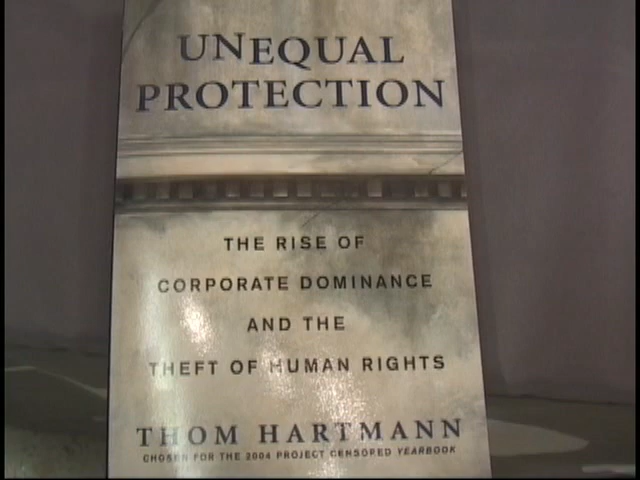 UNEQUAL
PROTECTION
THE RISE OF
CORPORATE DOMINANCE
AND THE
THEFT OF HUMAN RIGHTS
THOM HARTMANN
CHOSEN FOR THE 2004 PROJECT CENSORED YEARBOOK